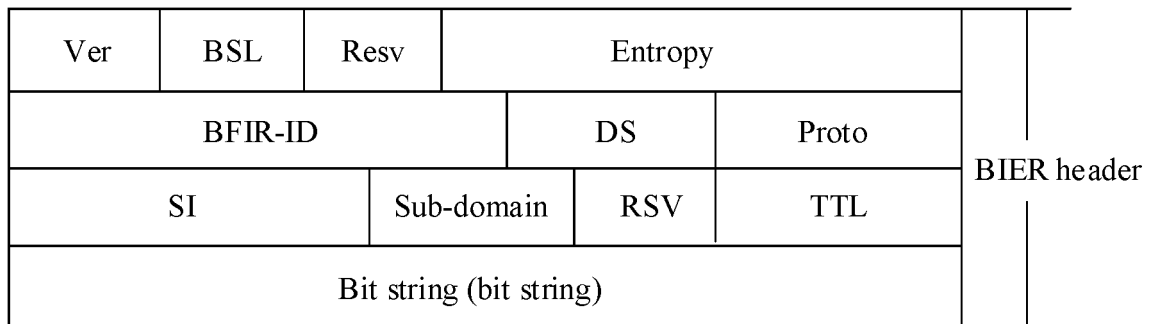 Ver BSL Resv Entropy
BFIR-ID DS Proto
BIER header
SI Sub-domain RSV TTL
Bit string (bit string)